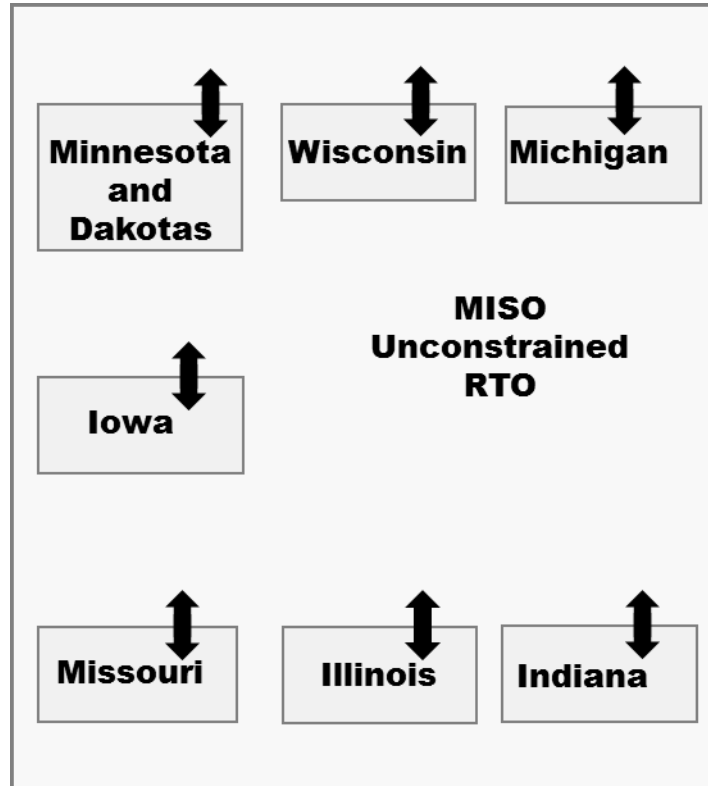 Minnesota
and
Dakotas
Wisconsin
Michigan
MISO
Unconstrained
RTO
Iowa
Missouri
Illinois
Indiana